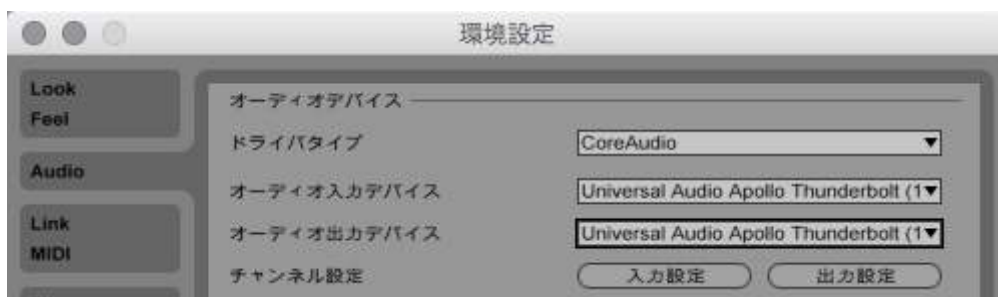 環境設定
Look
Feel
Audio
Link
MIDI
オーディオデバイス
ドライバタイプ CoreAudio
オーディオ入力デバイス Universal Audio Apollo Thunderbolt (1
オーディオ出力デバイス Universal Audio Apollo Thunderbolt (1
チャンネル設定 入力設定 出力設定